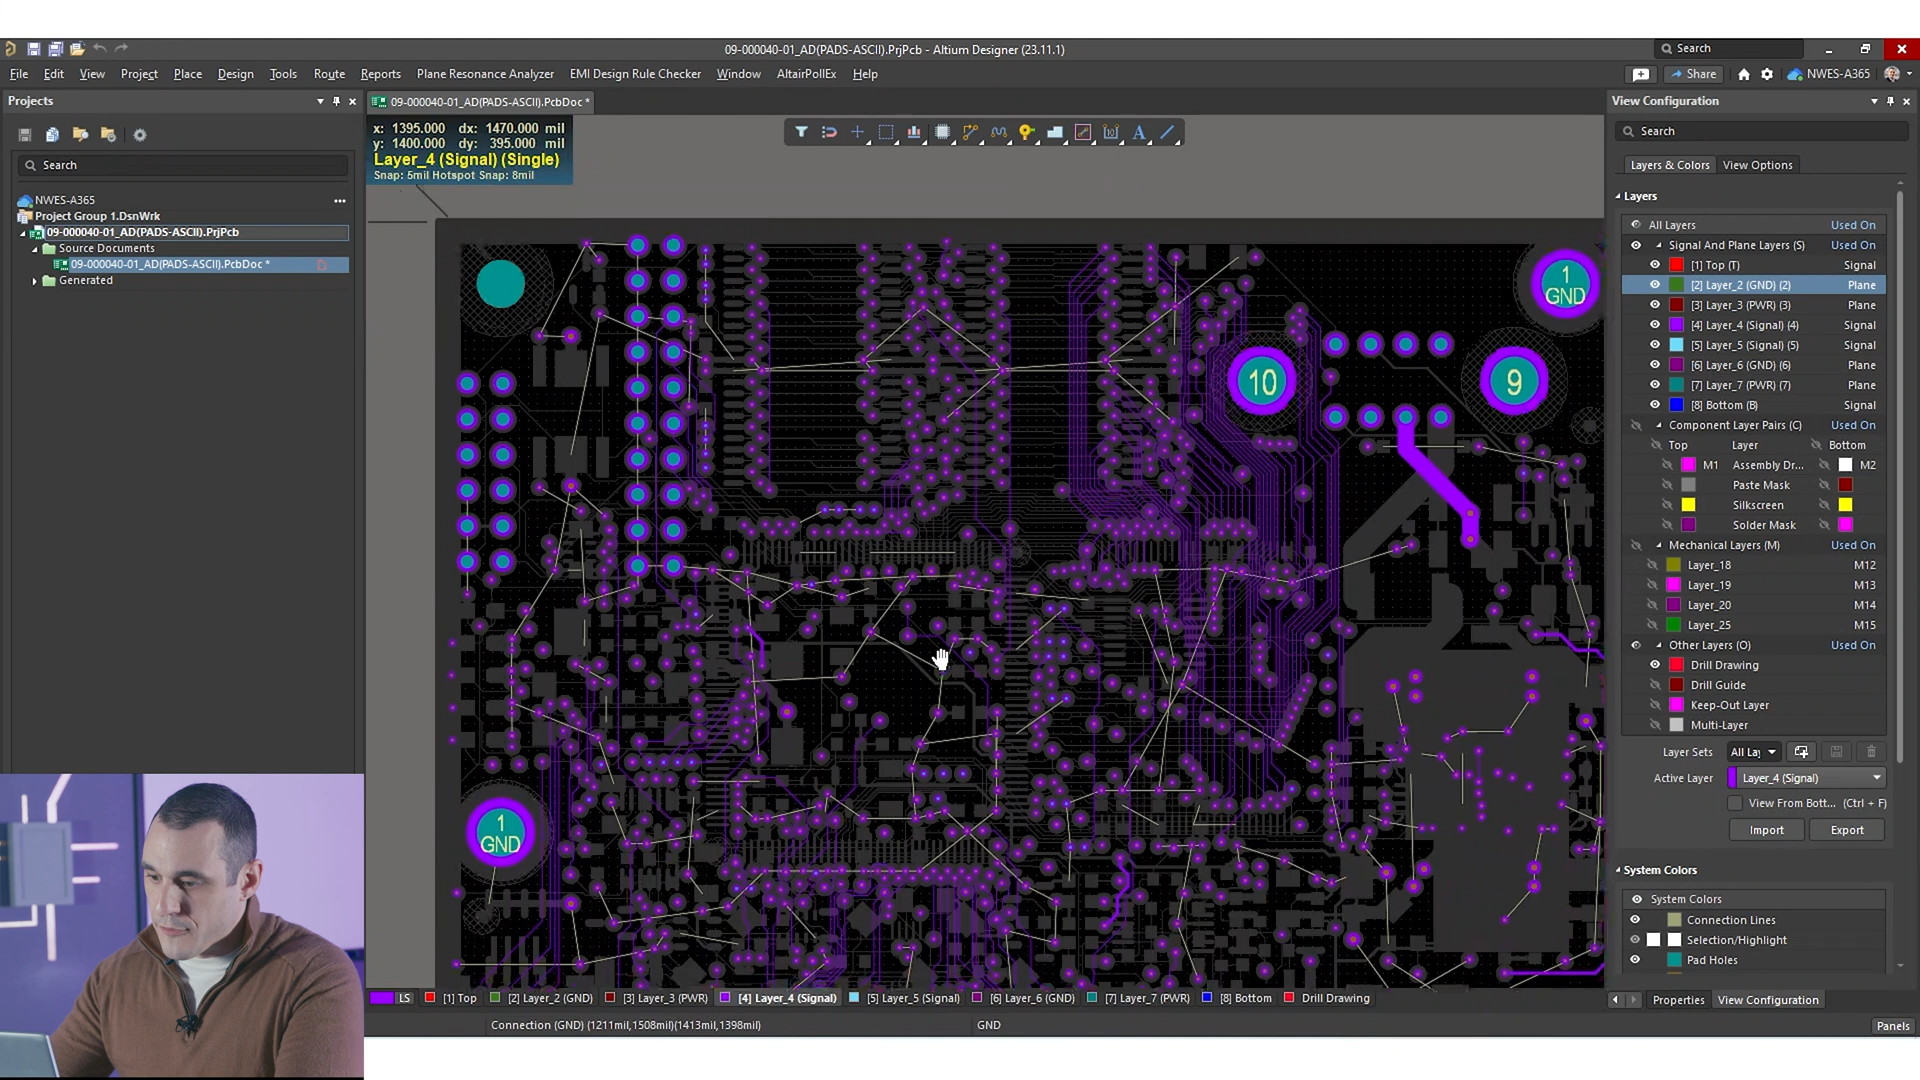 09-000040-01_AD(PADS-ASCII).PrjPcb - Altium Designer (23.11.1)
Search
File Edit View Project Place Design Tools Route Reports Plane Resonance Analyzer EMI Design Rule Checker Window AltairPollEx Help
Share
NWES-A365
Projects
Search
NWES-A365
Project Group 1.DsnWrk
09-000040-01_AD(PADS-ASCII).PrjPcb
Source Documents
09-000040-01_AD(PADS-ASCII).PcbDoc *
Generated
09-000040-01_AD(PADS-ASCII).PcbDoc *
x: 1395.000 dx: 1470.000 mil
y: 1400.000 dy: 395.000 mil
Layer_4 (Signal) (Single)
Snap: 5mil Hotspot Snap: 8mil
1
GND
10
9
1
GND
View Configuration
Search
Layers & Colors View Options
Layers
All Layers Used On
Signal And Plane Layers (S) Used On
[1] Top (T) Signal
[2] Layer_2 (GND) (2) Plane
[3] Layer_3 (PWR) (3) Plane
[4] Layer_4 (Signal) (4) Signal
[5] Layer_5 (Signal) (5) Signal
[6] Layer_6 (GND) (6) Plane
[7] Layer_7 (PWR) (7) Plane
[8] Bottom (B) Signal
Component Layer Pairs (C) Used On
Top Layer Bottom
M1 Assembly Dr... M2
Paste Mask
Silkscreen
Solder Mask
Mechanical Layers (M) Used On
Layer_18 M12
Layer_19 M13
Layer_20 M14
Layer_25 M15
Other Layers (O) Used On
Drill Drawing
Drill Guide
Keep-Out Layer
Multi-Layer
Layer Sets All Lay
Active Layer Layer_4 (Signal)
View From Bott... (Ctrl + F)
Import Export
System Colors
System Colors
Connection Lines
Selection/Highlight
Pad Holes
Properties View Configuration
LS [1] Top [2] Layer_2 (GND) [3] Layer_3 (PWR) [4] Layer_4 (Signal) [5] Layer_5 (Signal) [6] Layer_6 (GND) [7] Layer_7 (PWR) [8] Bottom Drill Drawing
Connection (GND) (1211mil,1508mil)(1413mil,1398mil) GND
Panels